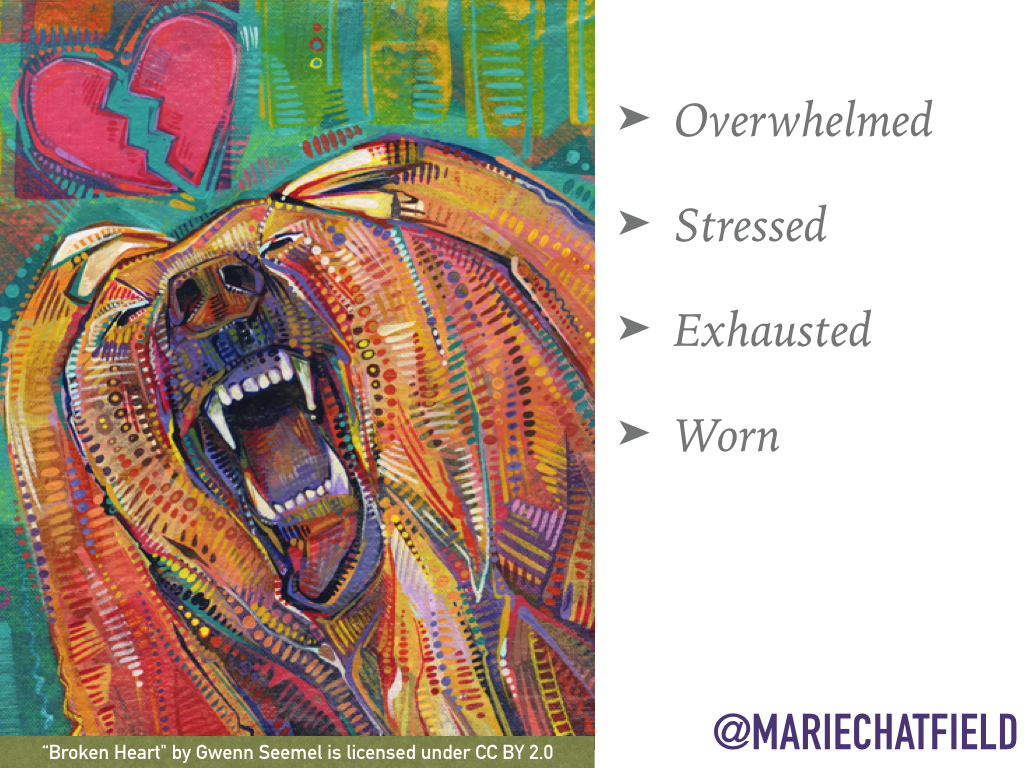 ➤ Overwhelmed
➤ Stressed
➤ Exhausted
➤ Worn
@MARIECHATFIELD
“Broken Heart" by Gwenn Seemel is licensed under CC BY 2.0